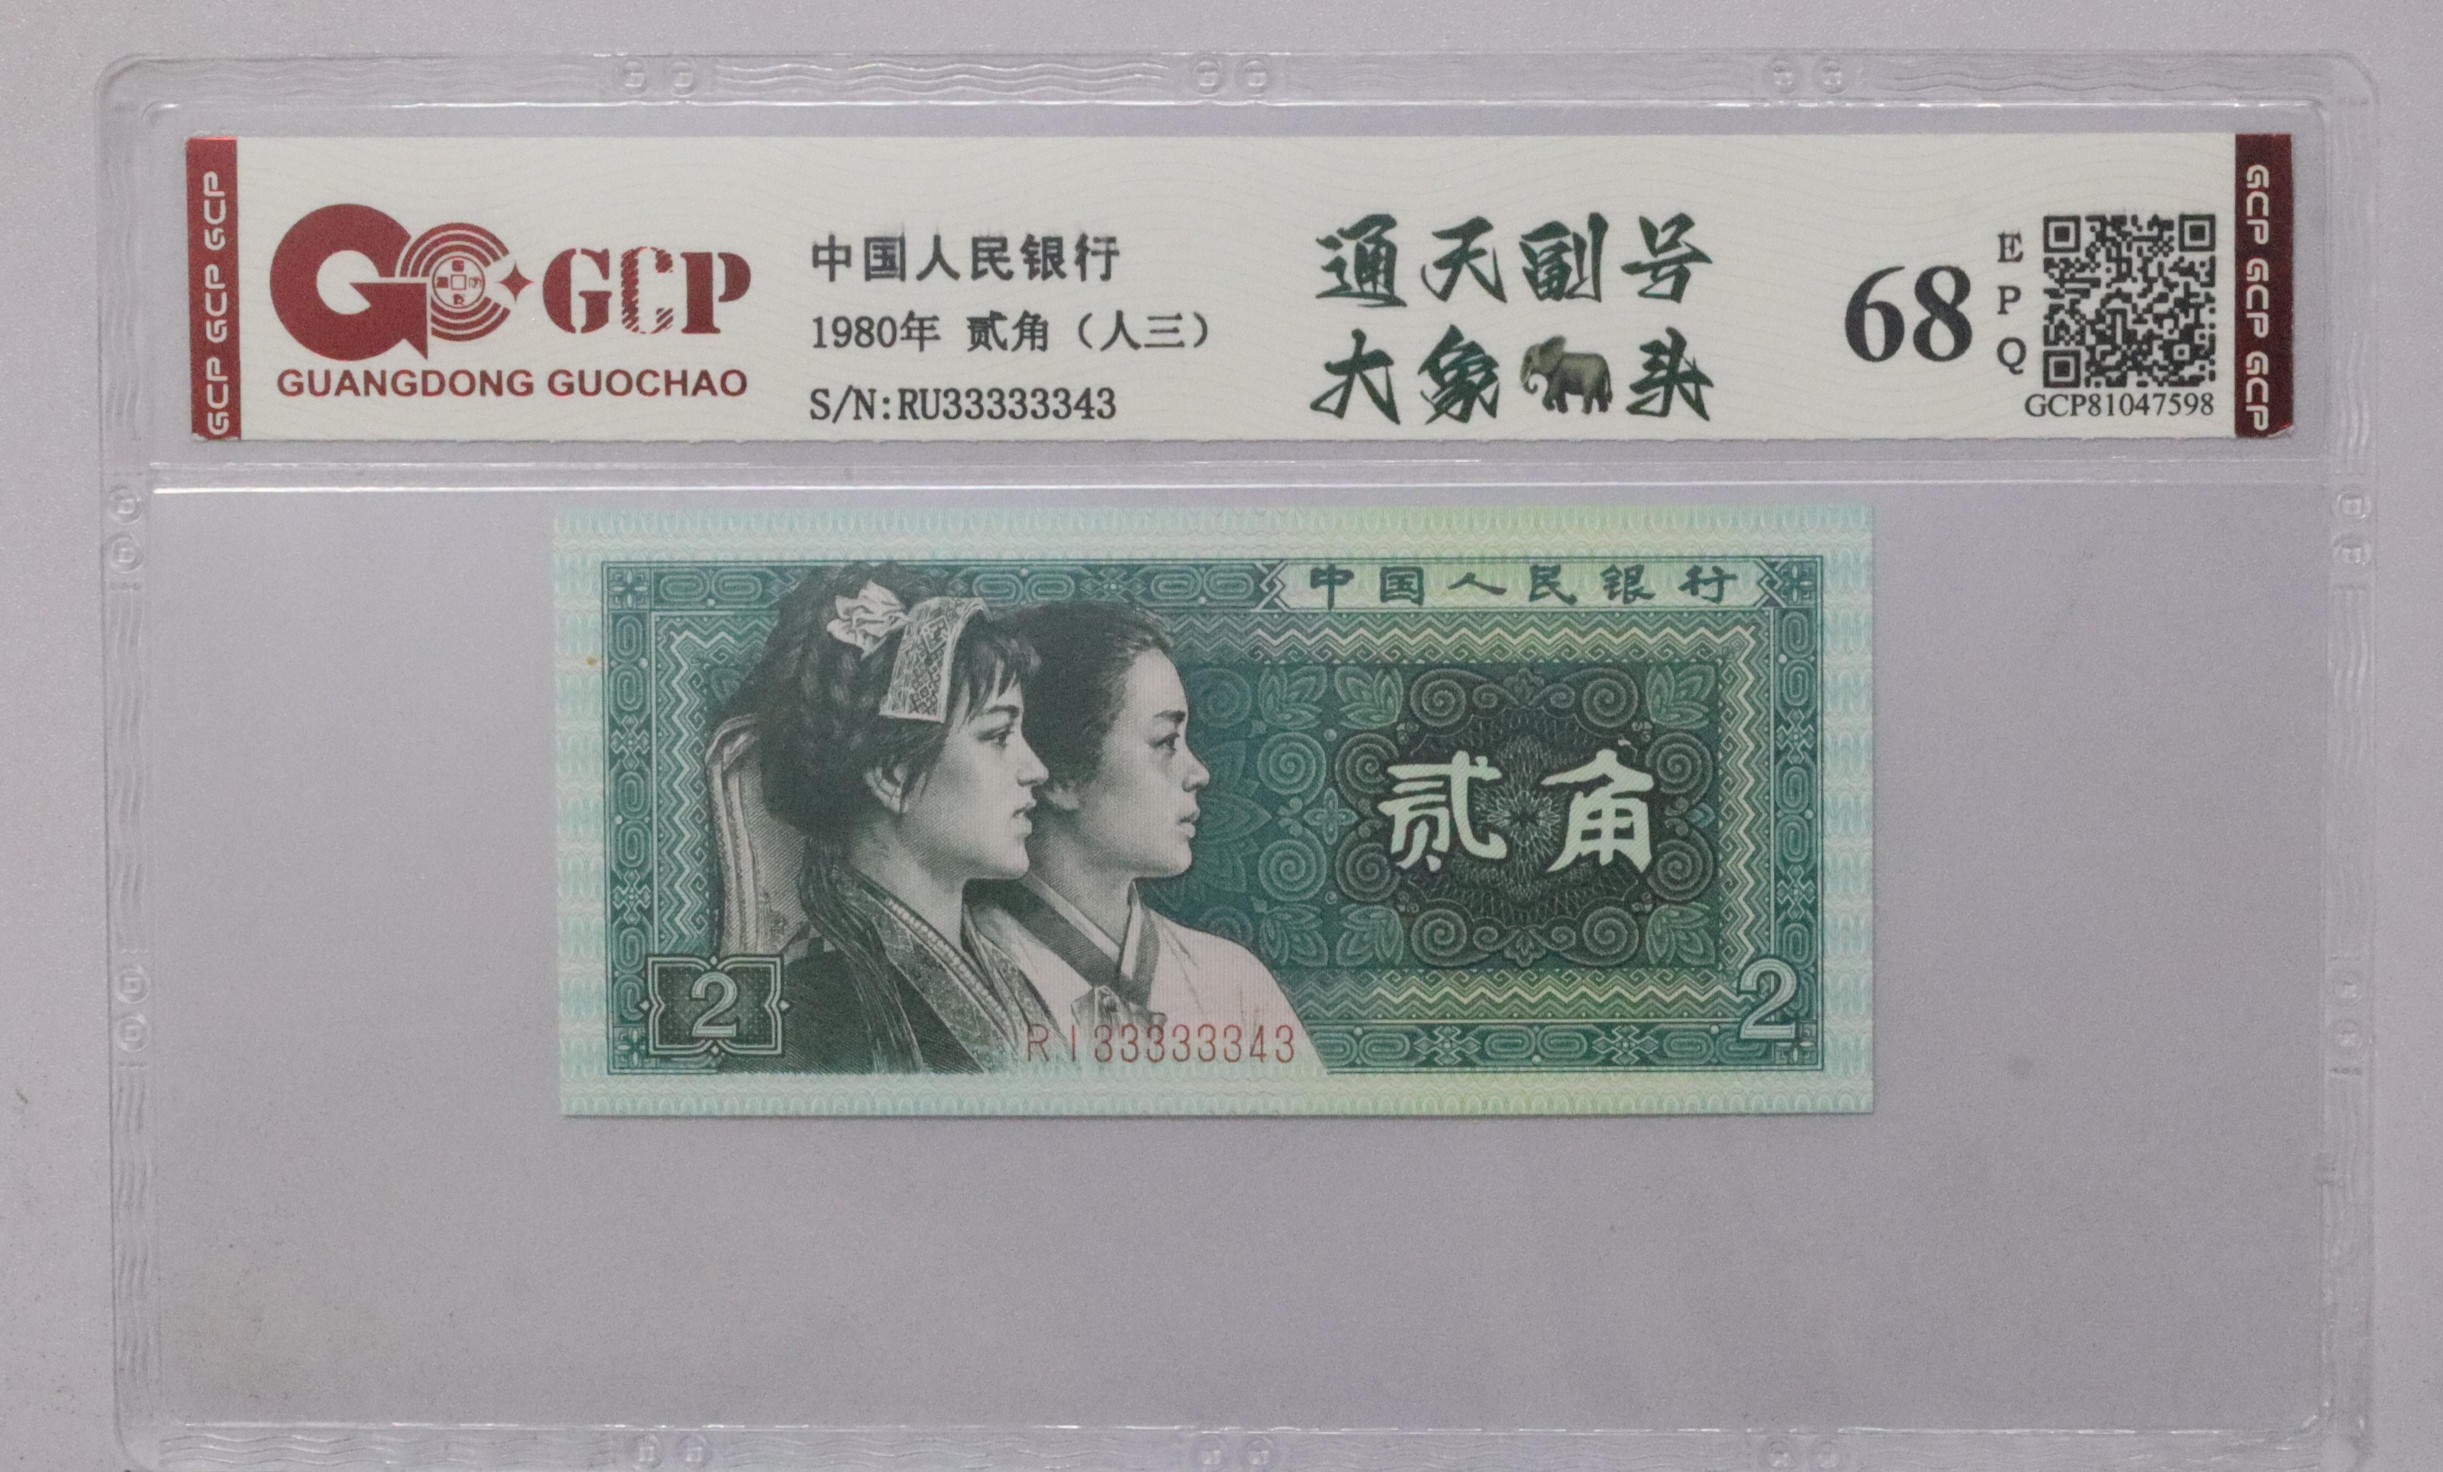 GCP GCP GCP
GCP
GUANGDONG GUOCHAO
中国人民银行
1980年 贰角（人三）
S/N:RU33333343
通天副号
大象头
68
EPQ
GCP81047598
GCP GCP GCP
中国人民银行
贰角
2
2
RI33333343